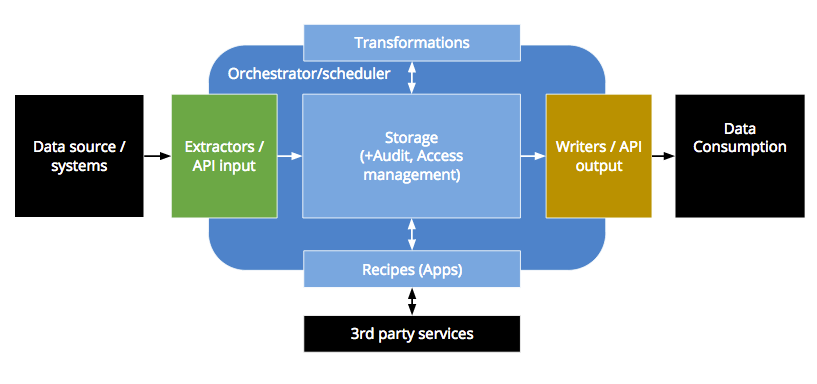 Transformations
Orchestrator/scheduler
Data source /
systems
Extractors /
API input
Storage
(+Audit, Access
management)
Writers / API
output
Data
Consumption
Recipes (Apps)
3rd party services